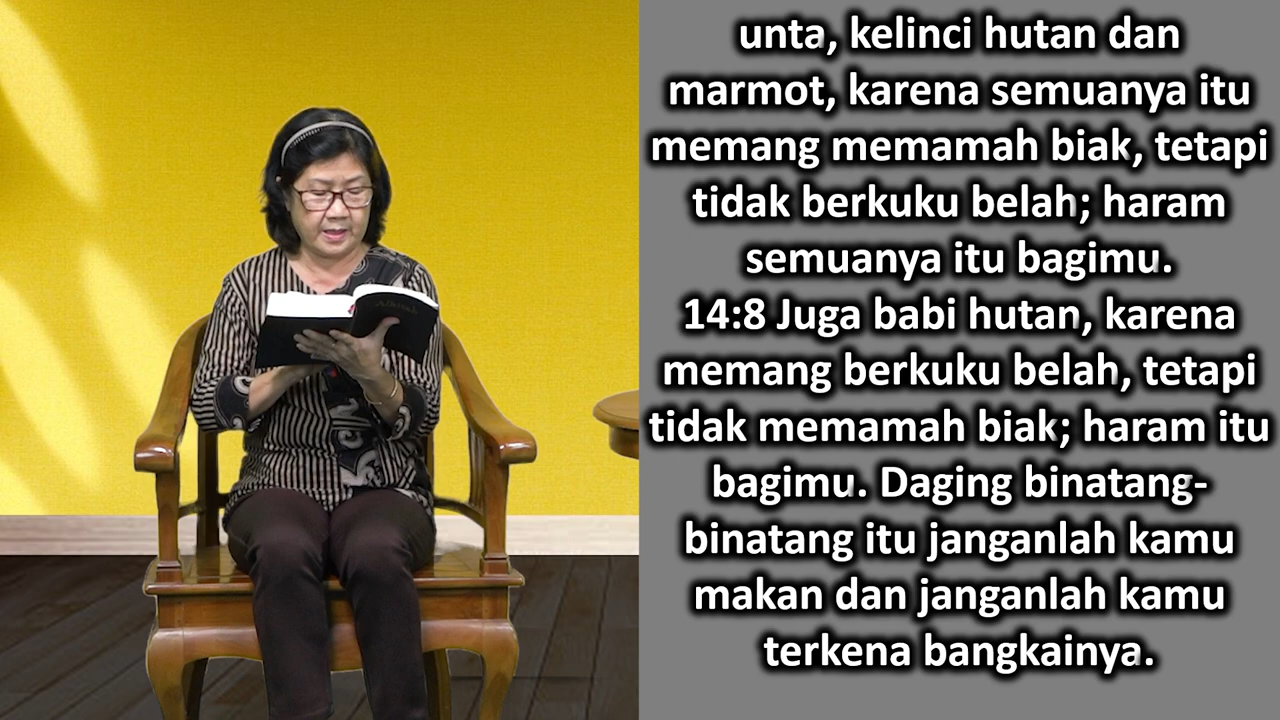 unta, kelinci hutan dan
marmot, karena semuanya itu
memang memamah biak, tetapi
tidak berkuku belah; haram
semuanya itu bagimu.
14:8 Juga babi hutan, karena
memang berkuku belah, tetapi
tidak memamah biak; haram itu
bagimu. Daging binatang-
binatang itu janganlah kamu
makan dan janganlah kamu
terkena bangkainya.